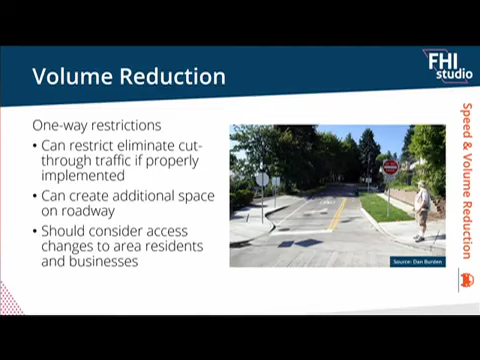 Volume Reduction
FHI
studio
One-way restrictions
• Can restrict eliminate cut-
through traffic if properly
implemented
• Can create additional space
on roadway
• Should consider access
changes to area residents
and businesses
Source: Dan Burden
Speed & Volume Reduction